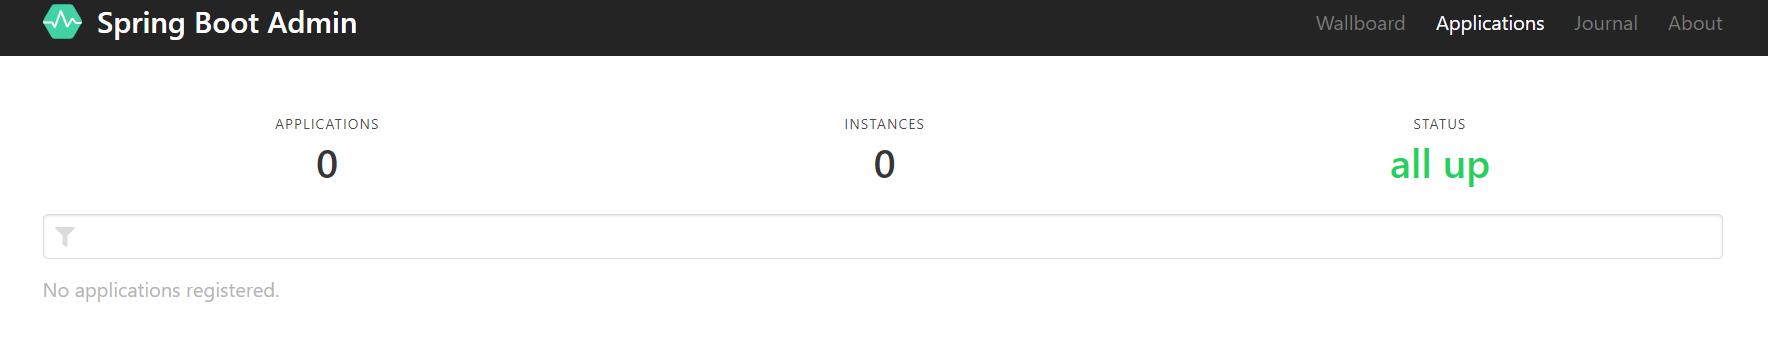 Spring Boot Admin
Wallboard Applications Journal About
APPLICATIONS INSTANCES STATUS
0 0 all up
No applications registered.